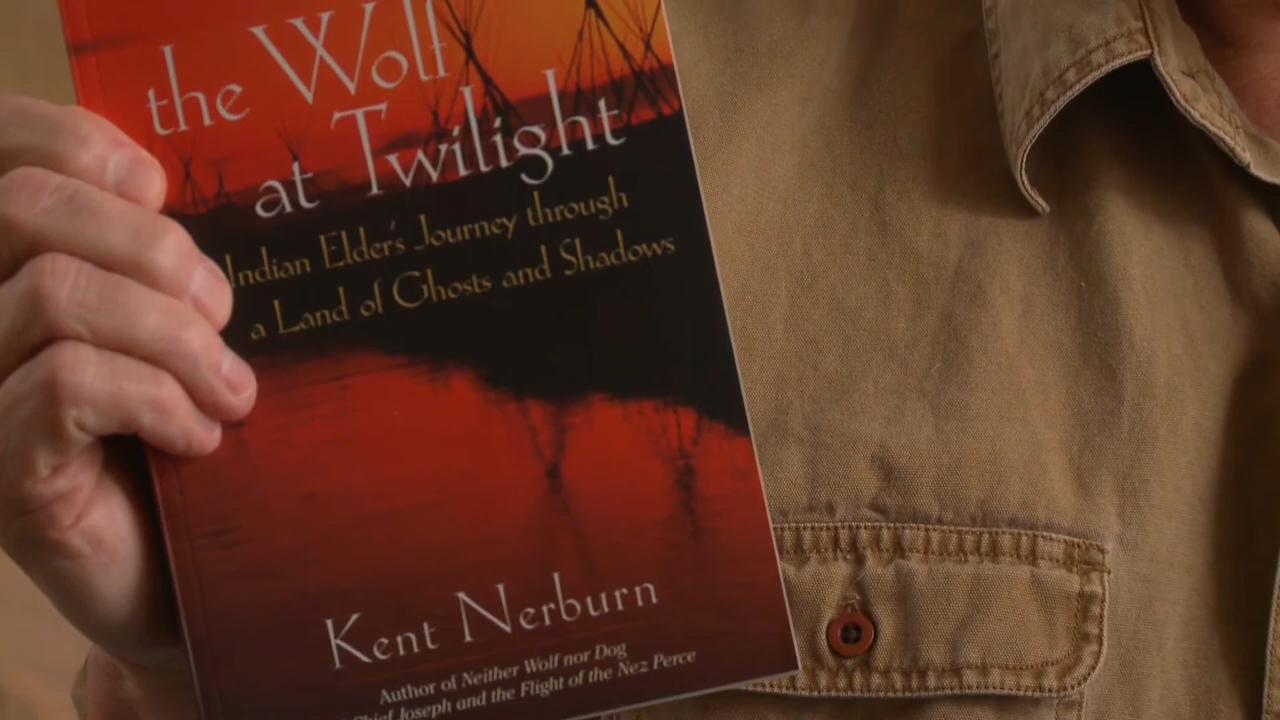 the Wolf
at Twilight
Indian Elder's Journey through
a Land of Ghosts and Shadows
Kent Nerburn
Author of Neither Wolf nor Dog
Chief Joseph and the Flight of the Nez Perce